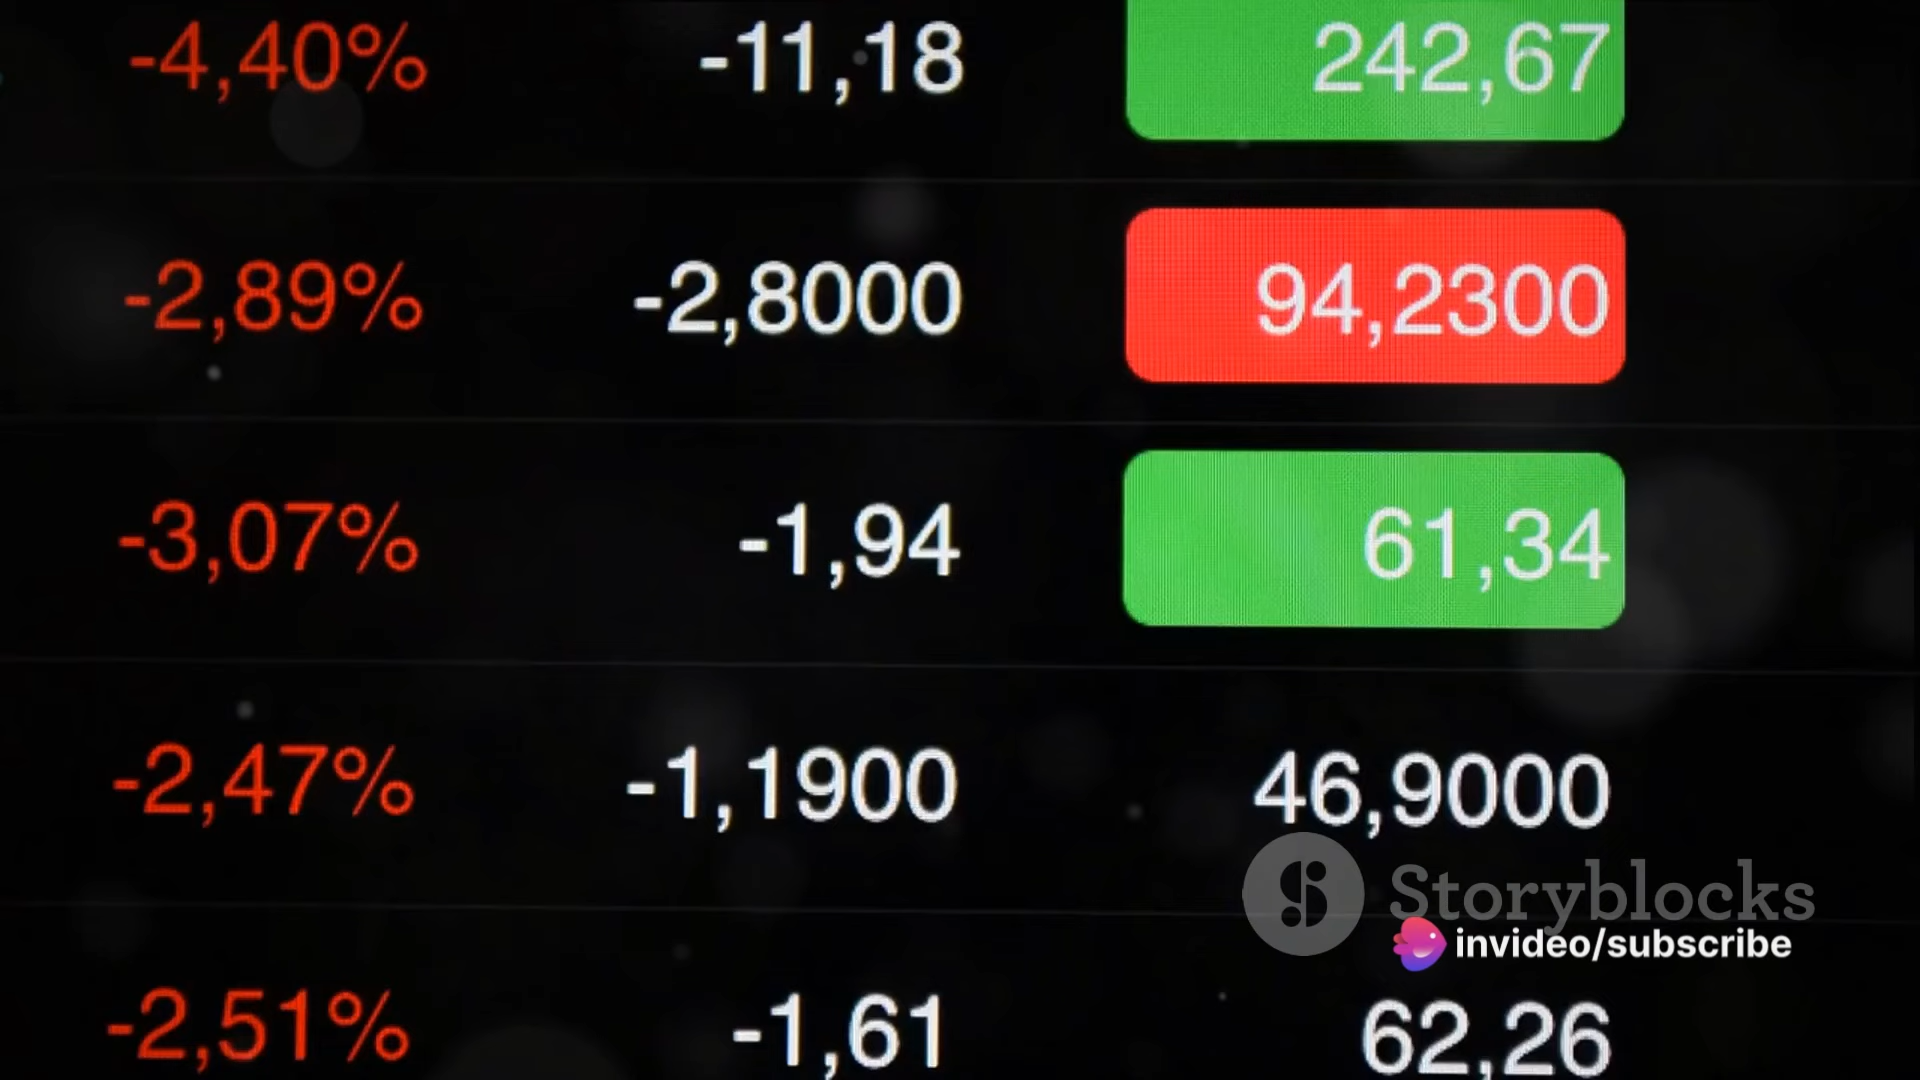 -4,40% -11,18 242,67
-2,89% -2,8000 94,2300
-3,07% -1,94 61,34
-2,47% -1,1900 46,9000
Storyblocks
invideo/subscribe
-2,51% -1,61 62,26